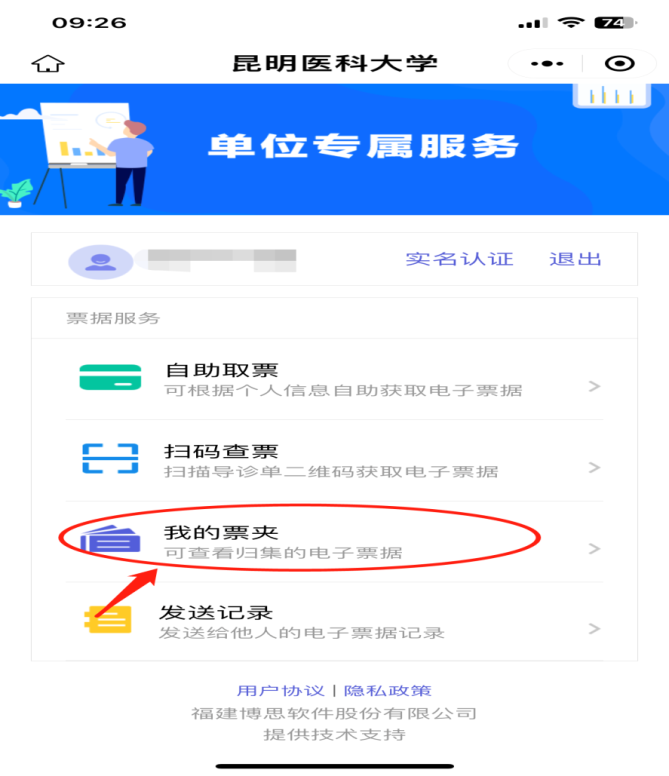 09:26
74
昆明医科大学
单位专属服务
实名认证 退出
票据服务
自助取票
可根据个人信息自助获取电子票据
扫码查票
扫描导诊单二维码获取电子票据
我的票夹
可查看归集的电子票据
发送记录
发送给他人的电子票据记录
用户协议 | 隐私政策
福建博思软件股份有限公司
提供技术支持